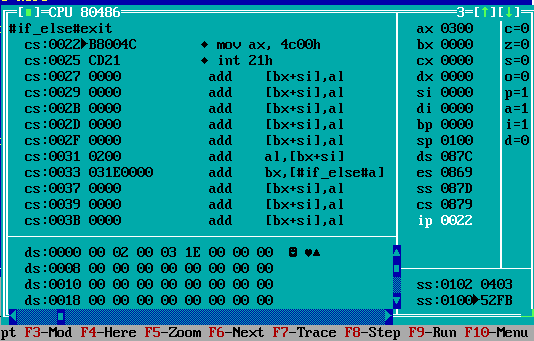 [■]=CPU 80486 3=[↑][↓]
#if_else#exit ax 0300 c=0
cs:0022►B8004C ♦ mov ax, 4c00h bx 0000 z=0
cs:0025 CD21 ♦ int 21h cx 0000 s=0
cs:0027 0000 add [bx+si],al dx 0000 o=0
cs:0029 0000 add [bx+si],al si 0000 p=1
cs:002B 0000 add [bx+si],al di 0000 a=1
cs:002D 0000 add [bx+si],al bp 0000 i=1
cs:002F 0000 add [bx+si],al sp 0100 d=0
cs:0031 0200 add al,[bx+si] ds 087C
cs:0033 031E0000 add bx,[#if_else#a] es 0869
cs:0037 0000 add [bx+si],al ss 087D
cs:0039 0000 add [bx+si],al cs 0879
cs:003B 0000 add [bx+si],al ip 0022
ds:0000 00 02 00 03 1E 00 00 00 ☻ ♥▲
ds:0008 00 00 00 00 00 00 00 00
ds:0010 00 00 00 00 00 00 00 00 ss:0102 0403
ds:0018 00 00 00 00 00 00 00 00 ss:0100►52FB
pt F3-Mod F4-Here F5-Zoom F6-Next F7-Trace F8-Step F9-Run F10-Menu